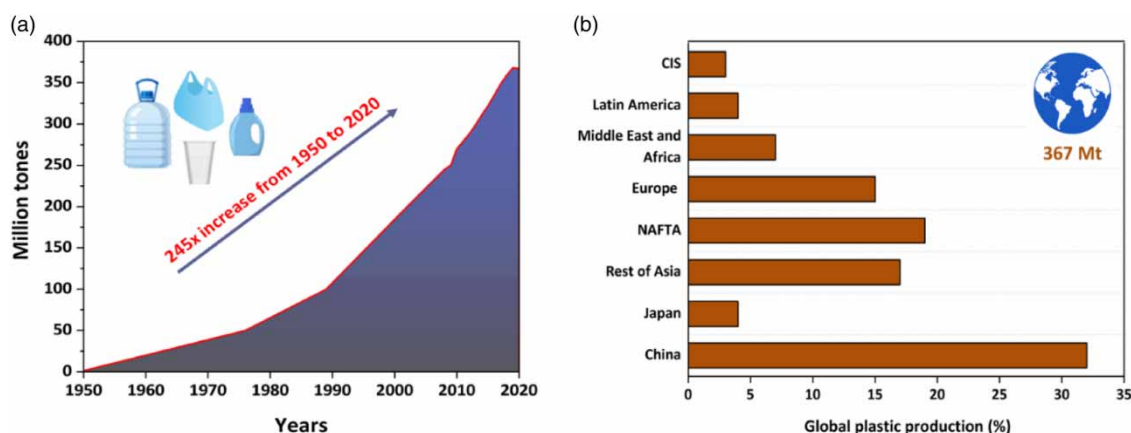 (a)
400
350
300
250
200
150
100
50
0
Million tones
245x increase from 1950 to 2020
1950 1960 1970 1980 1990 2000 2010 2020
Years
(b)
CIS
Latin America
Middle East and
Africa
Europe
NAFTA
Rest of Asia
Japan
China
367 Mt
0 5 10 15 20 25 30 35
Global plastic production (%)